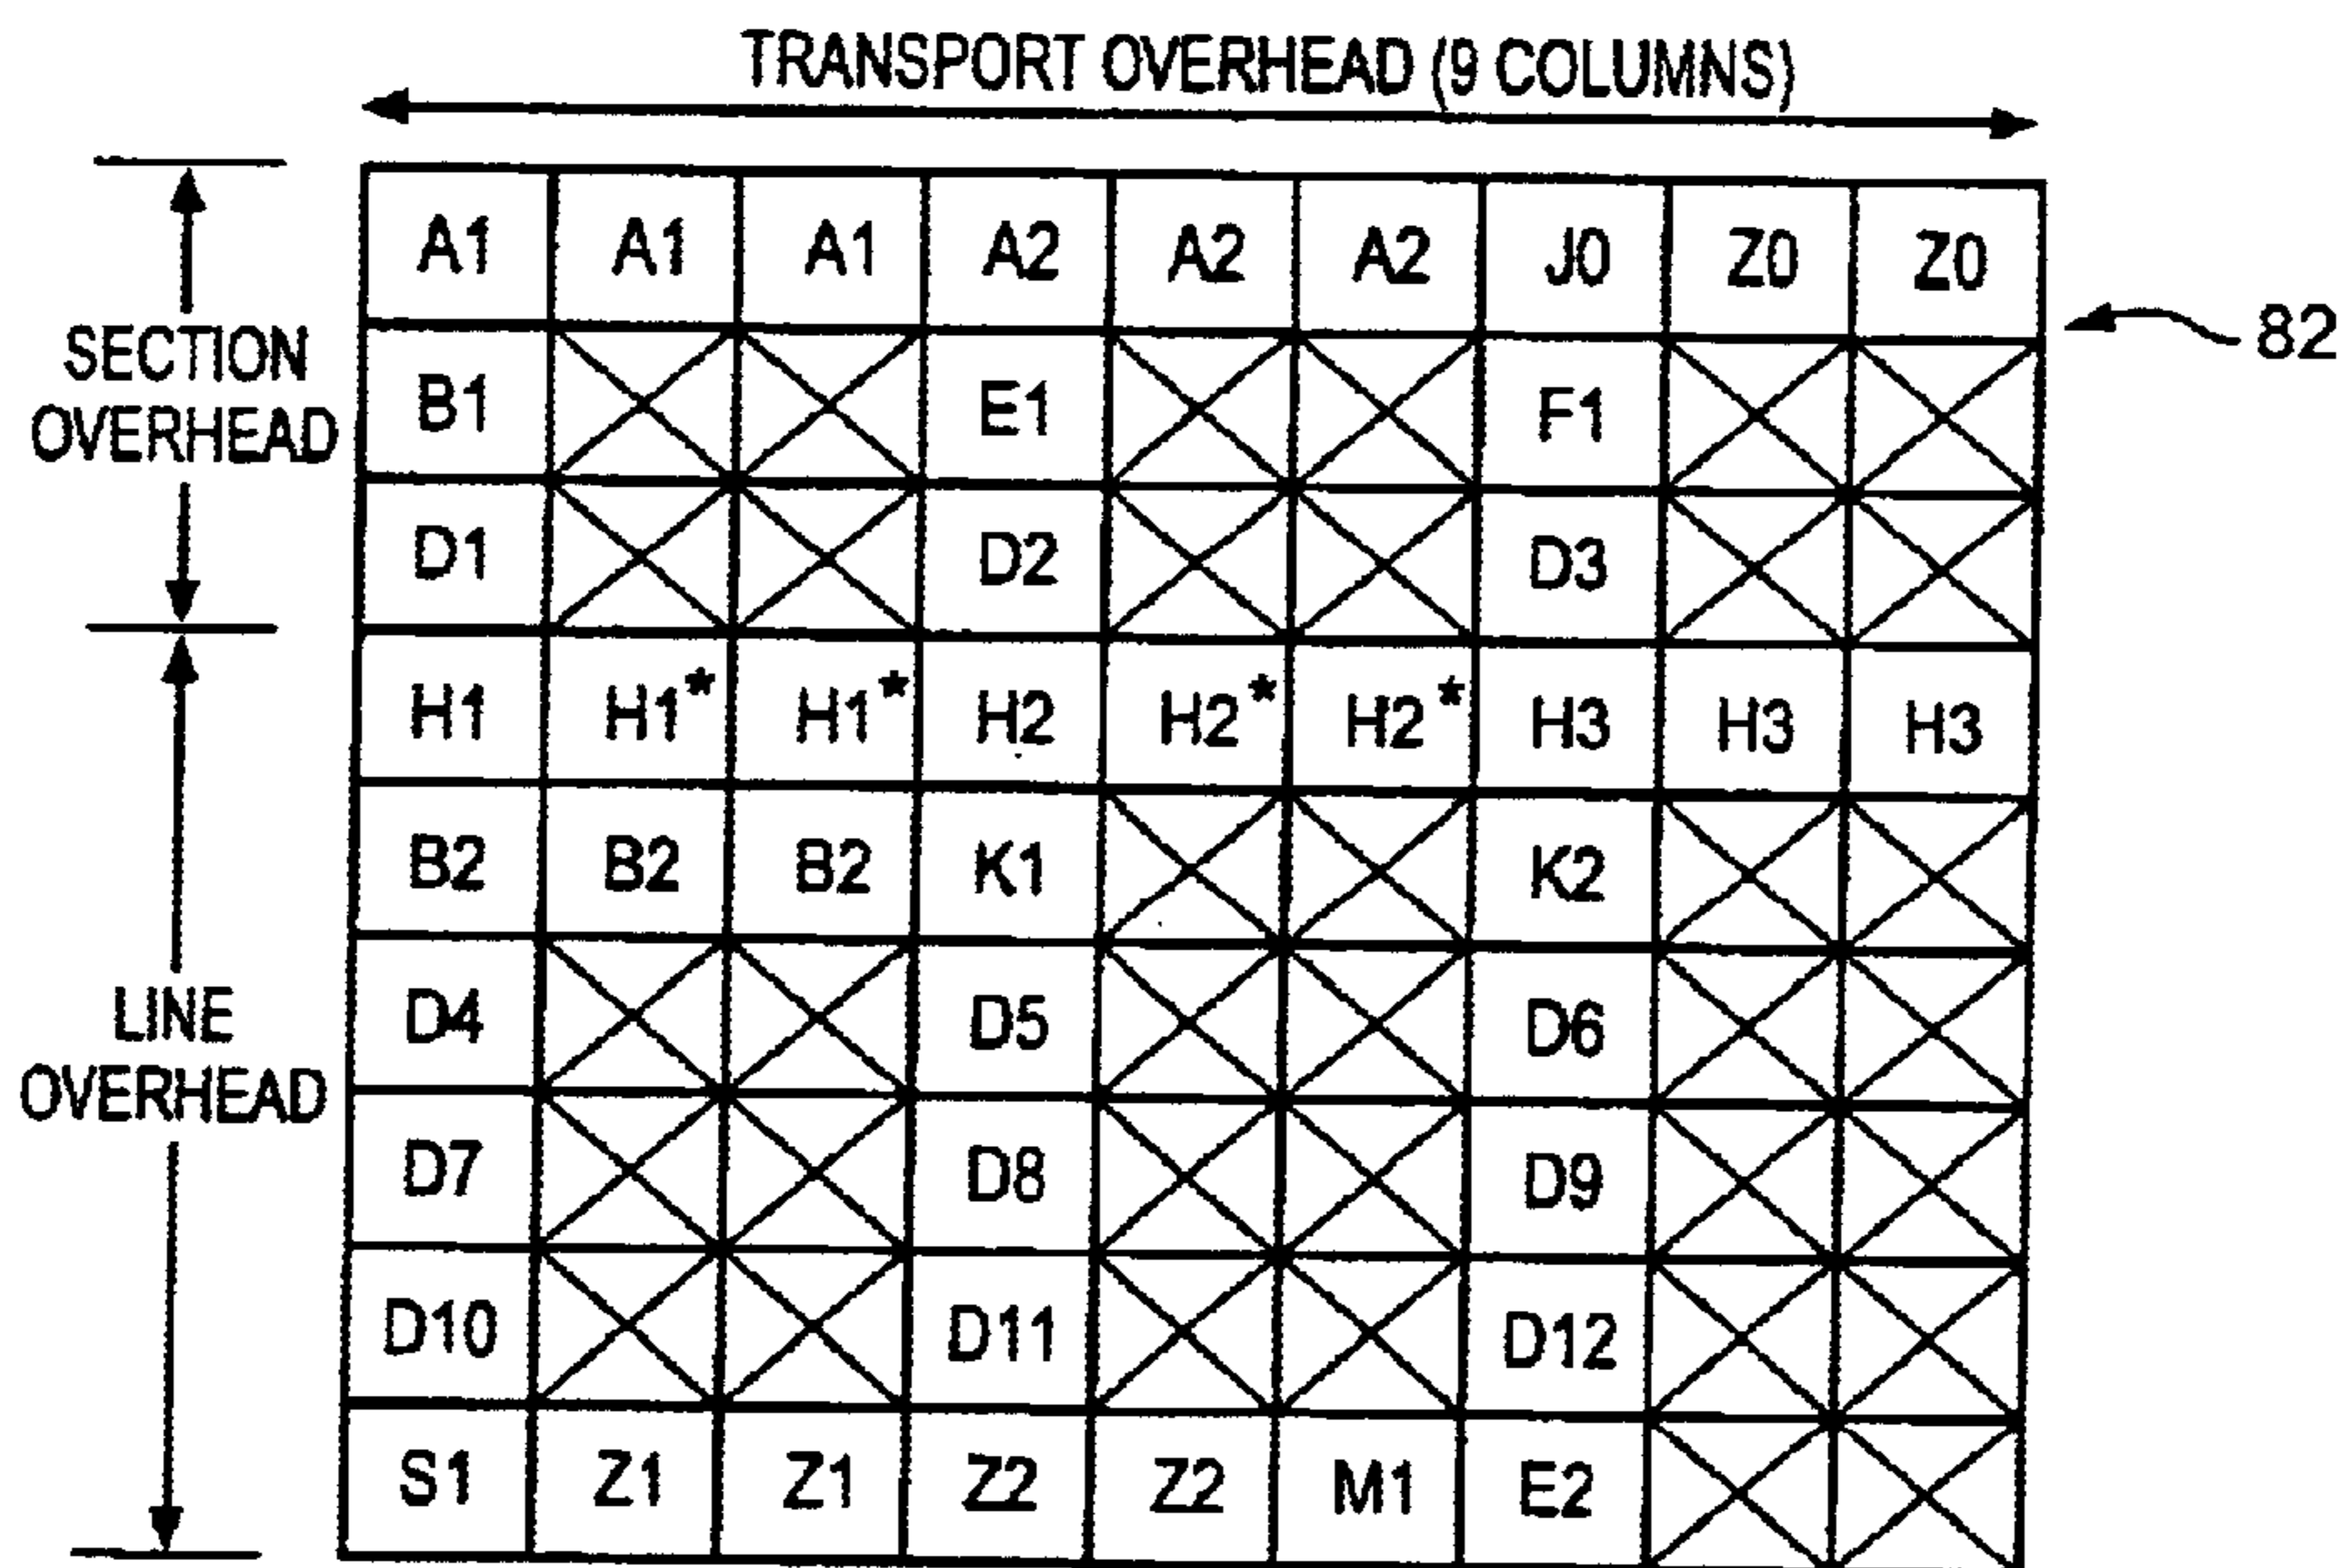 TRANSPORT OVERHEAD (9 COLUMNS)
A1 A1 A1 A2 A2 A2 J0 Z0 Z0
82
SECTION
OVERHEAD
B1 E1 F1
D1 D2 D3
H1 H1* H1* H2 H2* H2* H3 H3 H3
B2 B2 B2 K1 K2
LINE
OVERHEAD
D4 D5 D6
D7 D8 D9
D10 D11 D12
S1 Z1 Z1 Z2 Z2 M1 E2